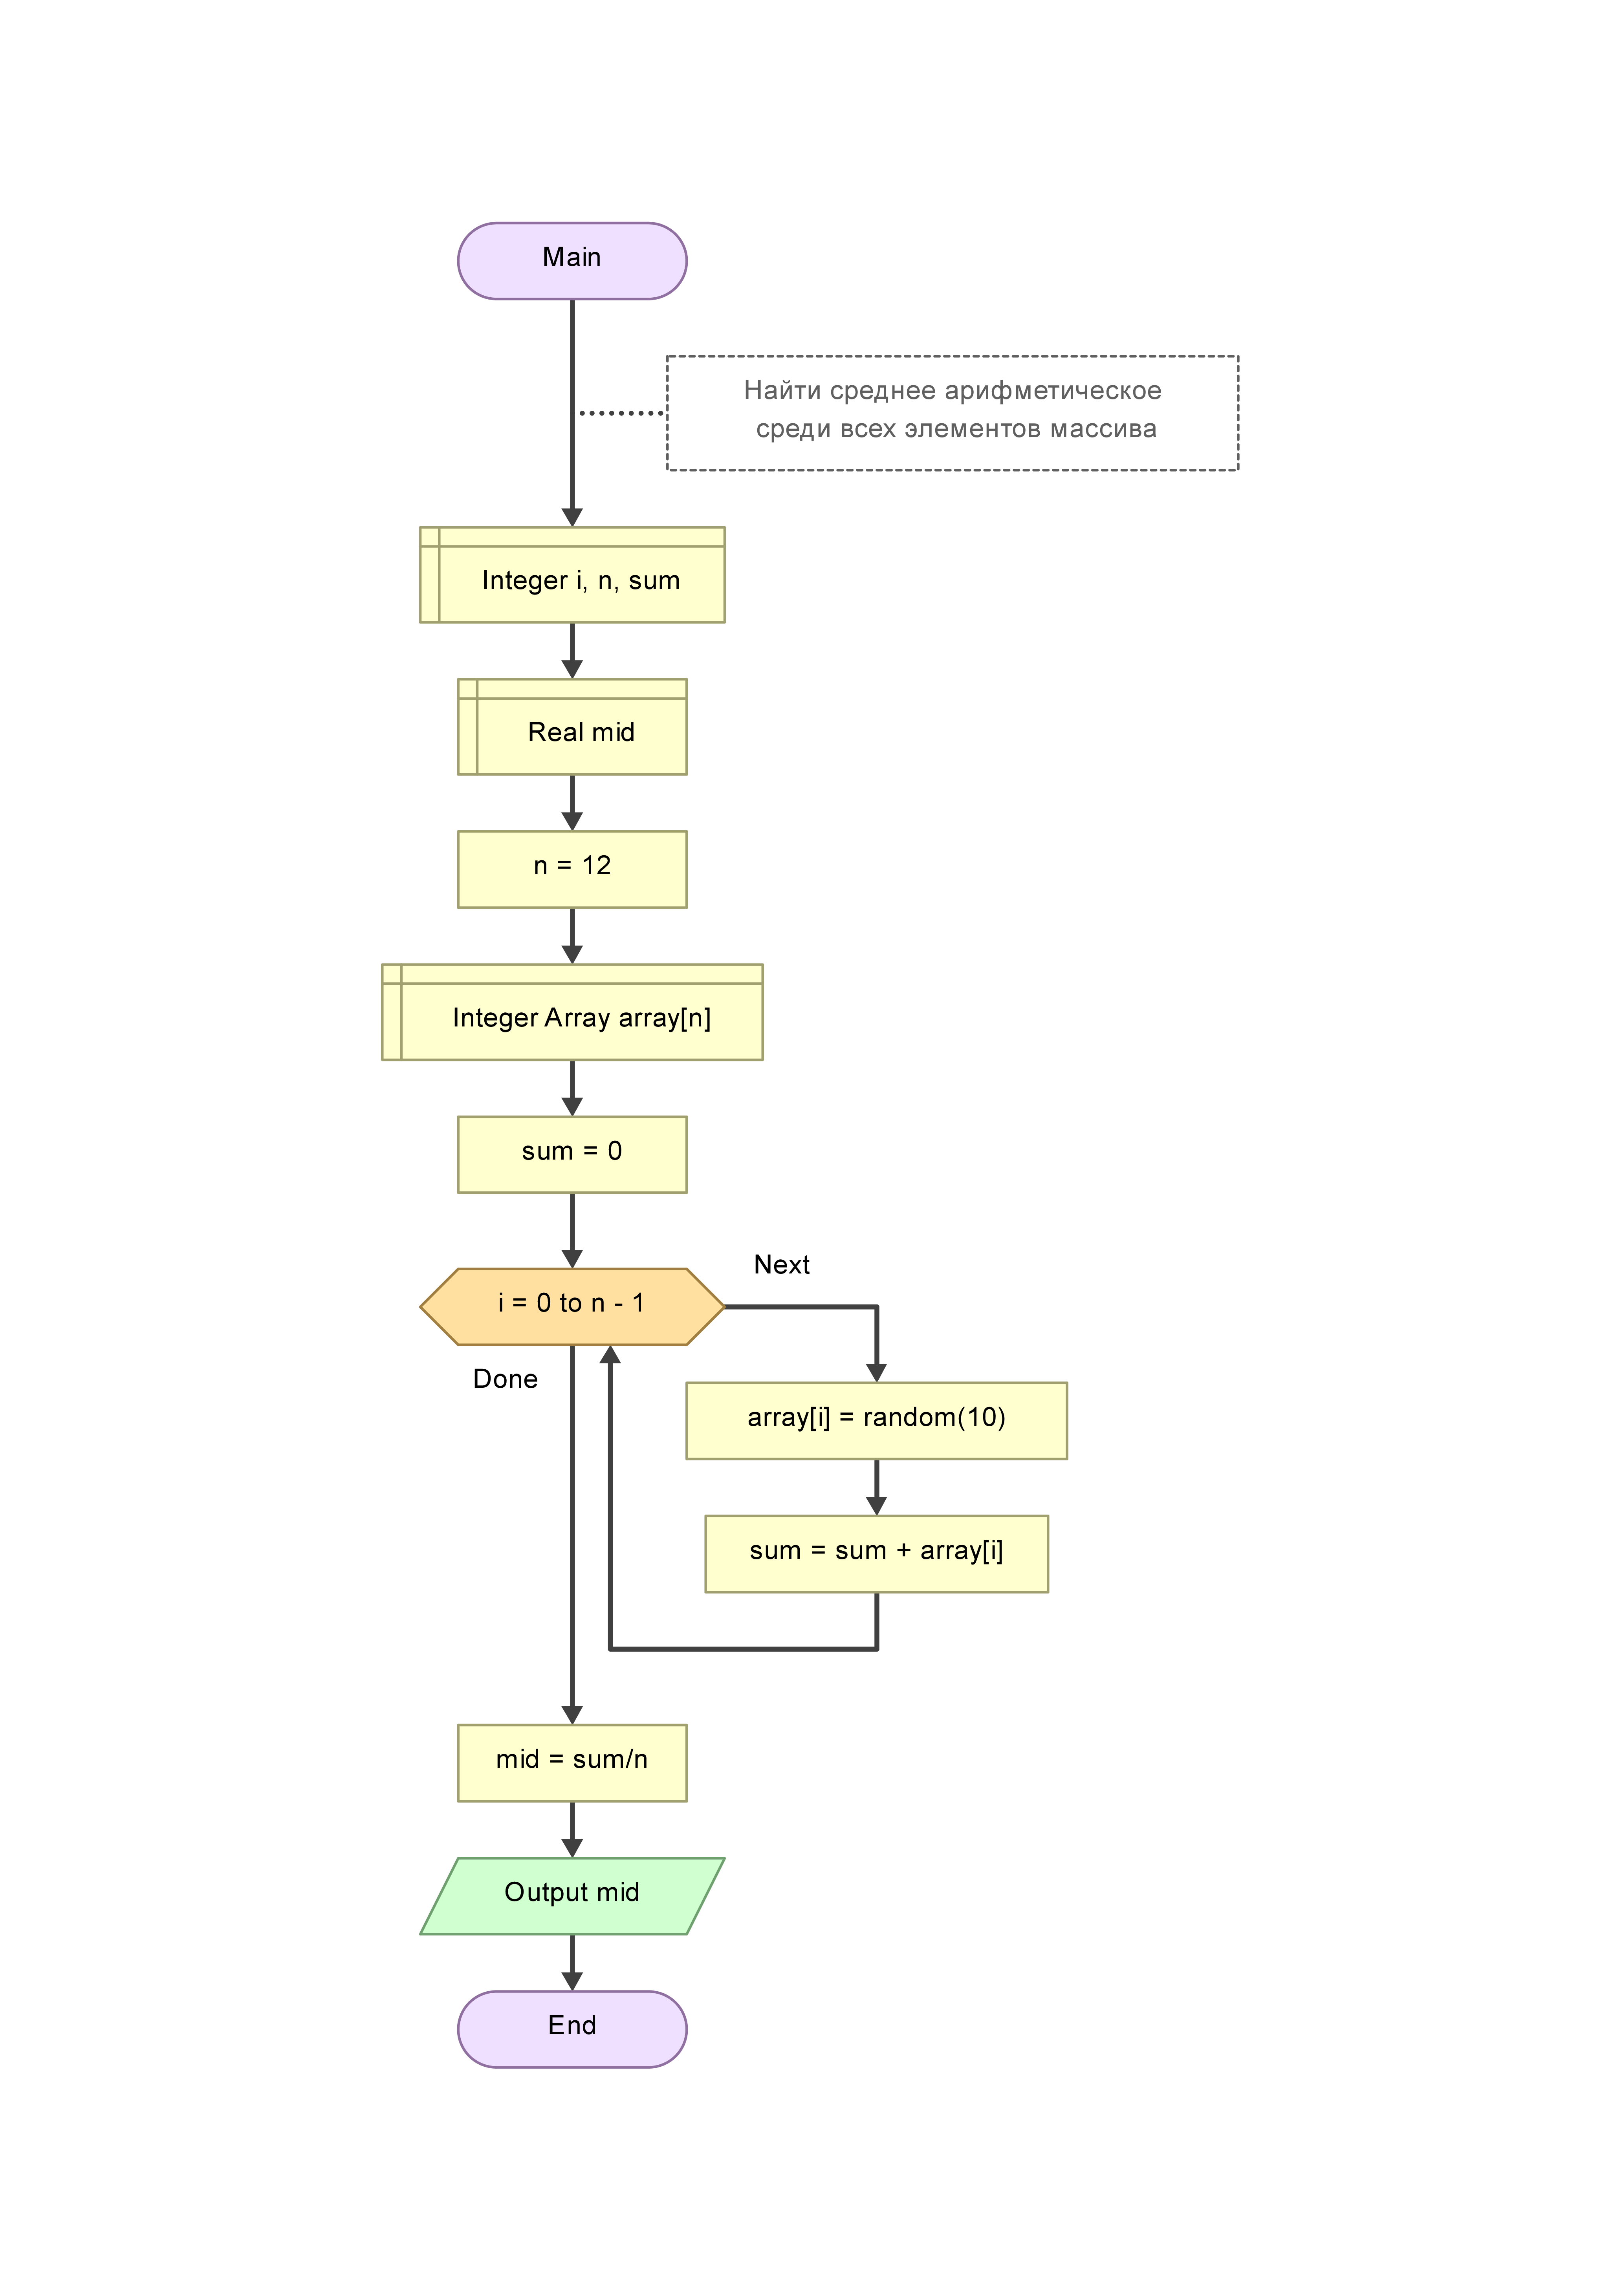 Main
Найти среднее арифметическое
среди всех элементов массива
Integer i, n, sum
Real mid
n = 12
Integer Array array[n]
sum = 0
Next
i = 0 to n - 1
Done
array[i] = random(10)
sum = sum + array[i]
mid = sum/n
Output mid
End